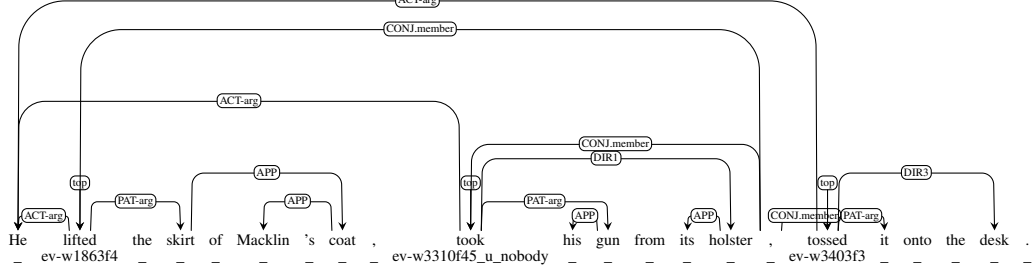 ACT-arg
CONJ.member
ACT-arg
CONJ.member
DIR1
APP DIR3
top top top
PAT-arg APP PAT-arg
ACT-arg APP APP CONJ.member PAT-arg
He lifted the skirt of Macklin 's coat , took his gun from its holster , tossed it onto the desk .
_ ev-w1863f4 _ _ _ _ _ _ _ ev-w3310f45_u_nobody _ _ _ _ _ _ ev-w3403f3 _ _ _ _ _